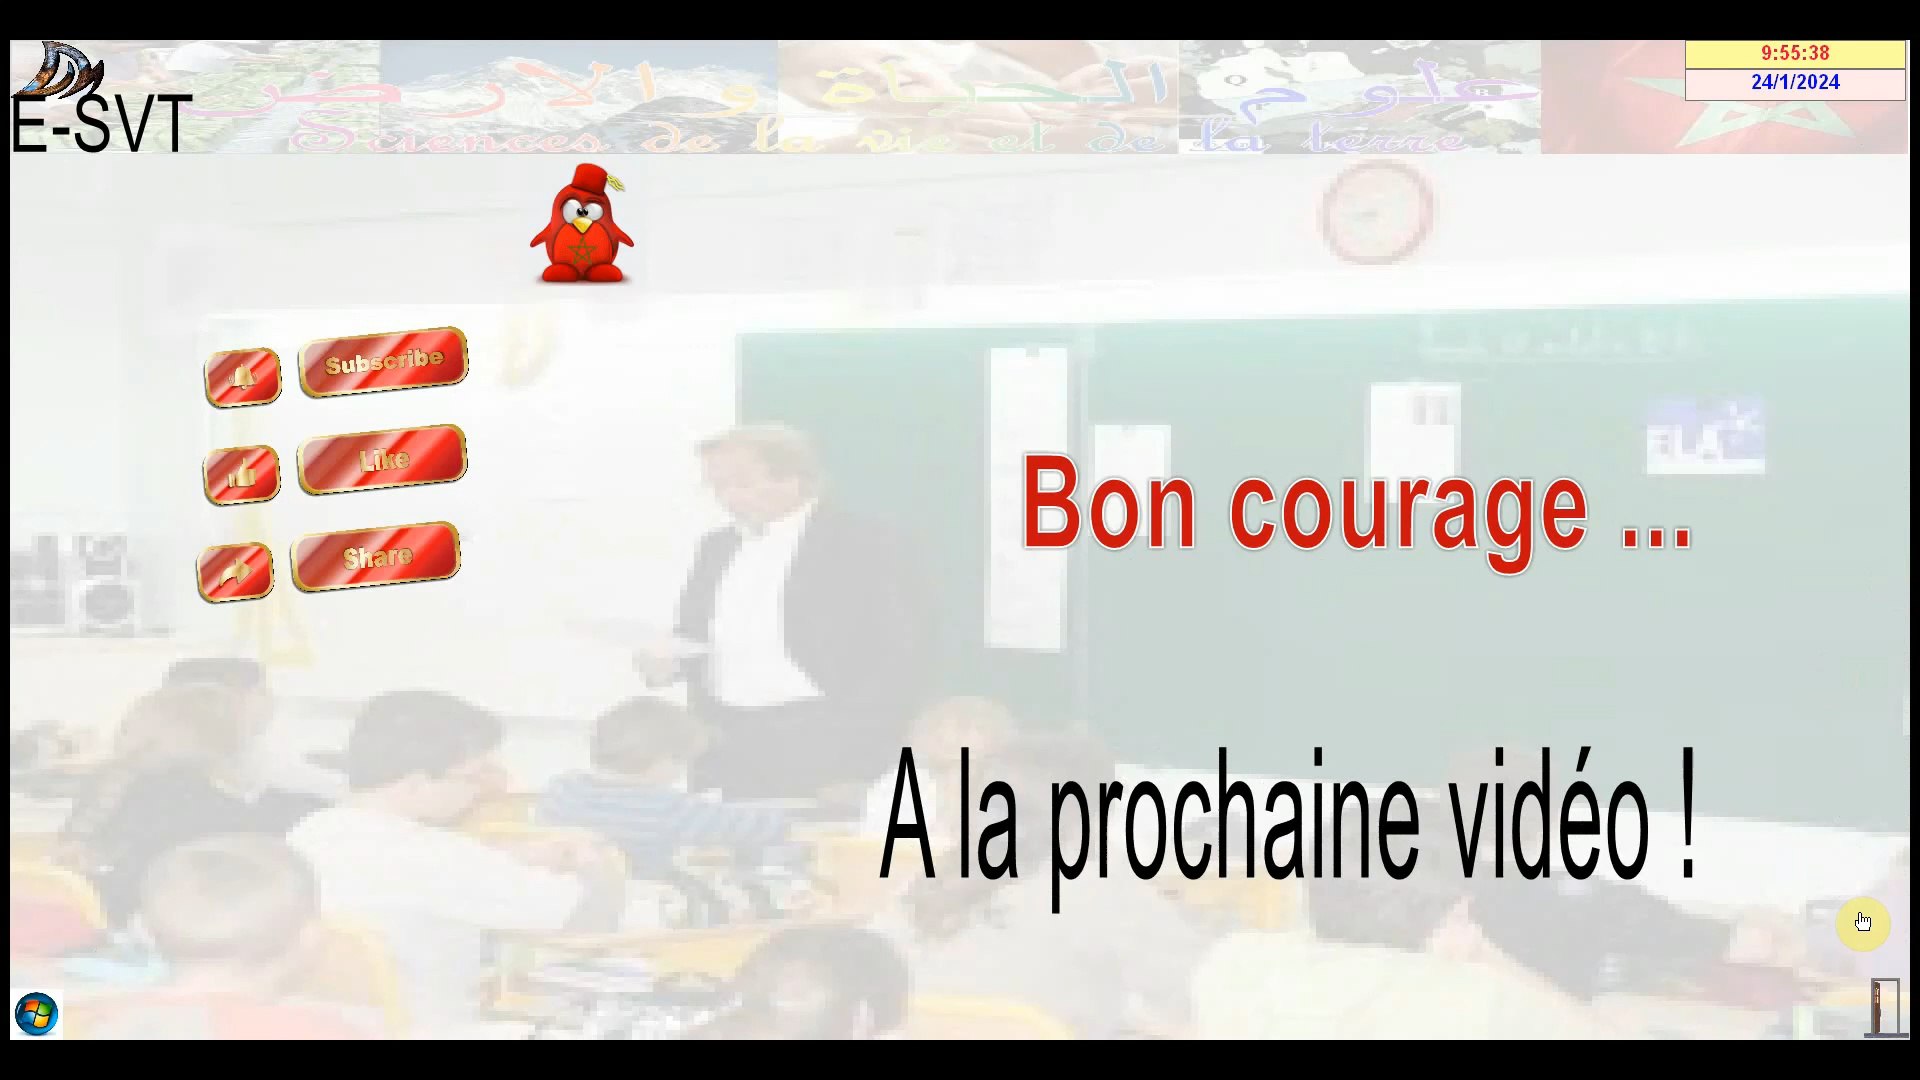 9:55:38
24/1/2024
E-SVT
علوم الحياة و الارض
Sciences de la vie et de la terre
Subscribe
Like
Share
Bon courage ...
A la prochaine vidéo !